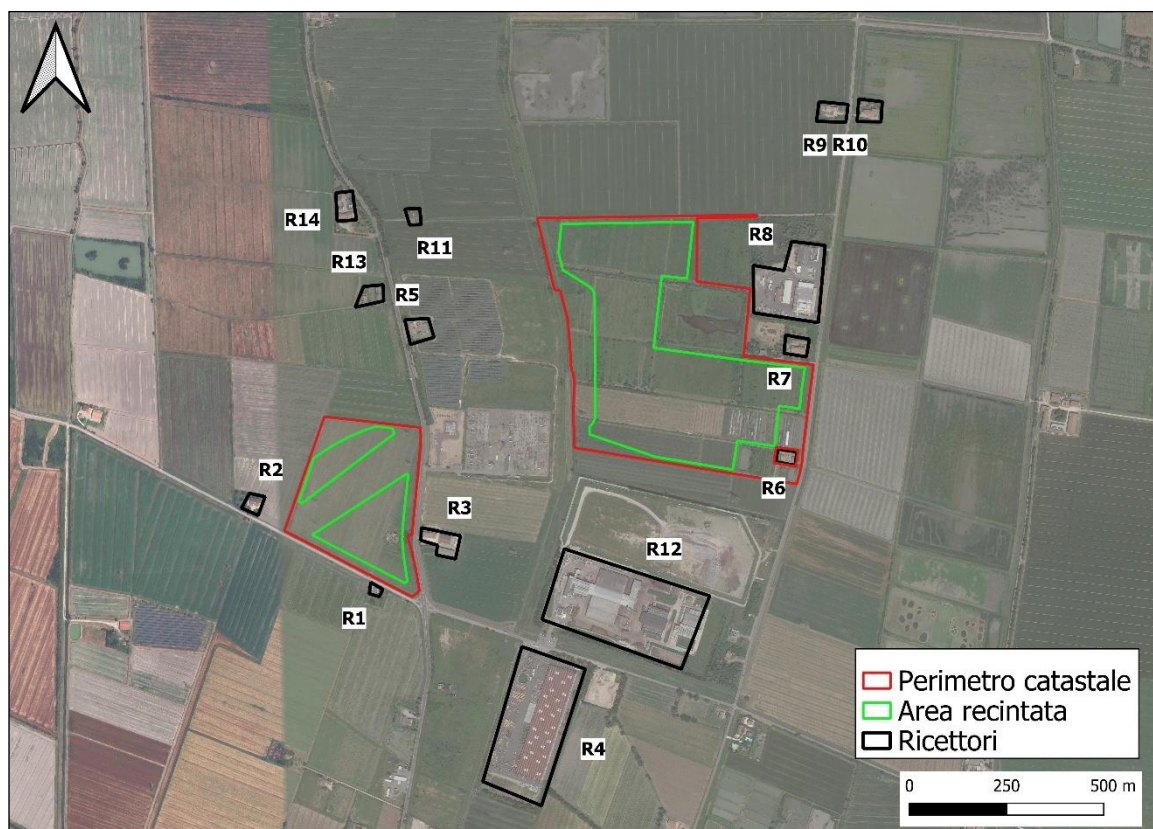 R9 R10
R14
R8
R11
R13
R5
R7
R2
R6
R3
R12
R1
R4
Perimetro catastale
Area recintata
Ricettori
0 250 500 m